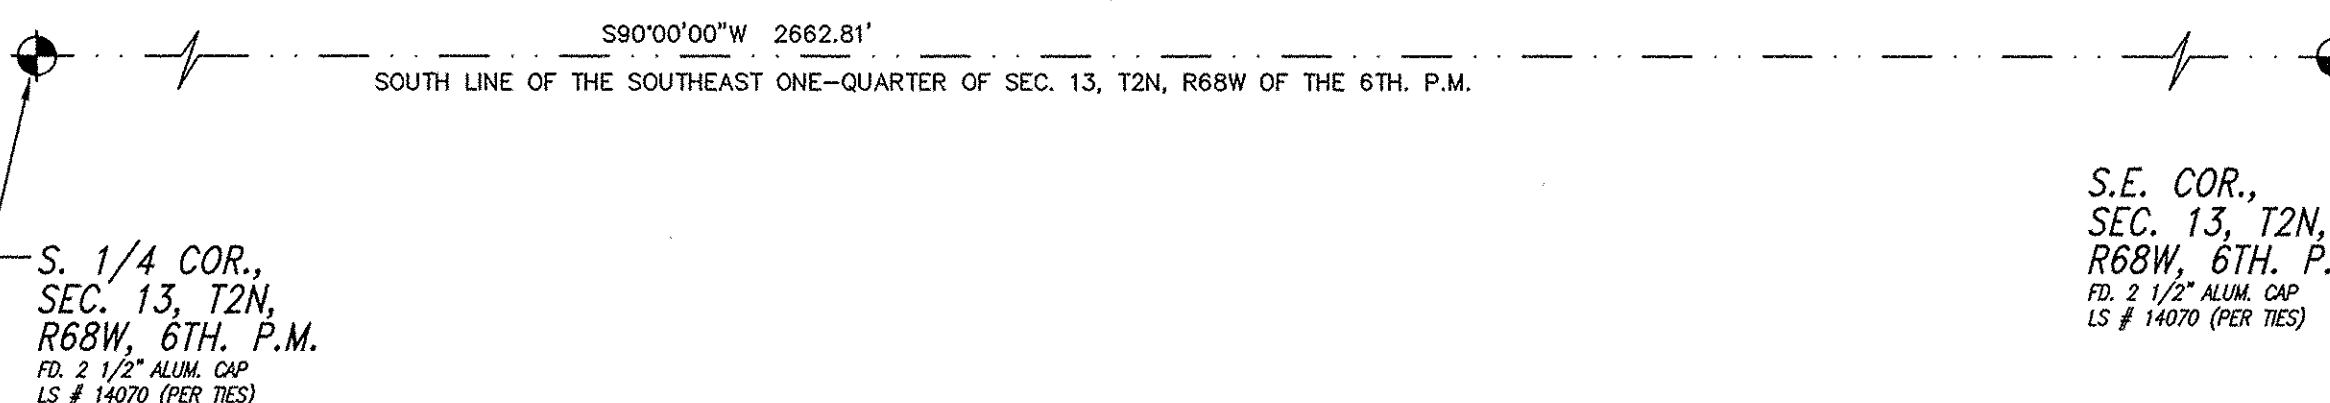 S90°00'00"W 2662.81'
SOUTH LINE OF THE SOUTHEAST ONE-QUARTER OF SEC. 13, T2N, R68W OF THE 6TH. P.M.
S. 1/4 COR.,
SEC. 13, T2N,
R68W, 6TH. P.M.
FD. 2 1/2" ALUM. CAP
LS # 14070 (PER TIES)
S.E. COR.,
SEC. 13, T2N,
R68W, 6TH. P.
FD. 2 1/2" ALUM. CAP
LS # 14070 (PER TIES)